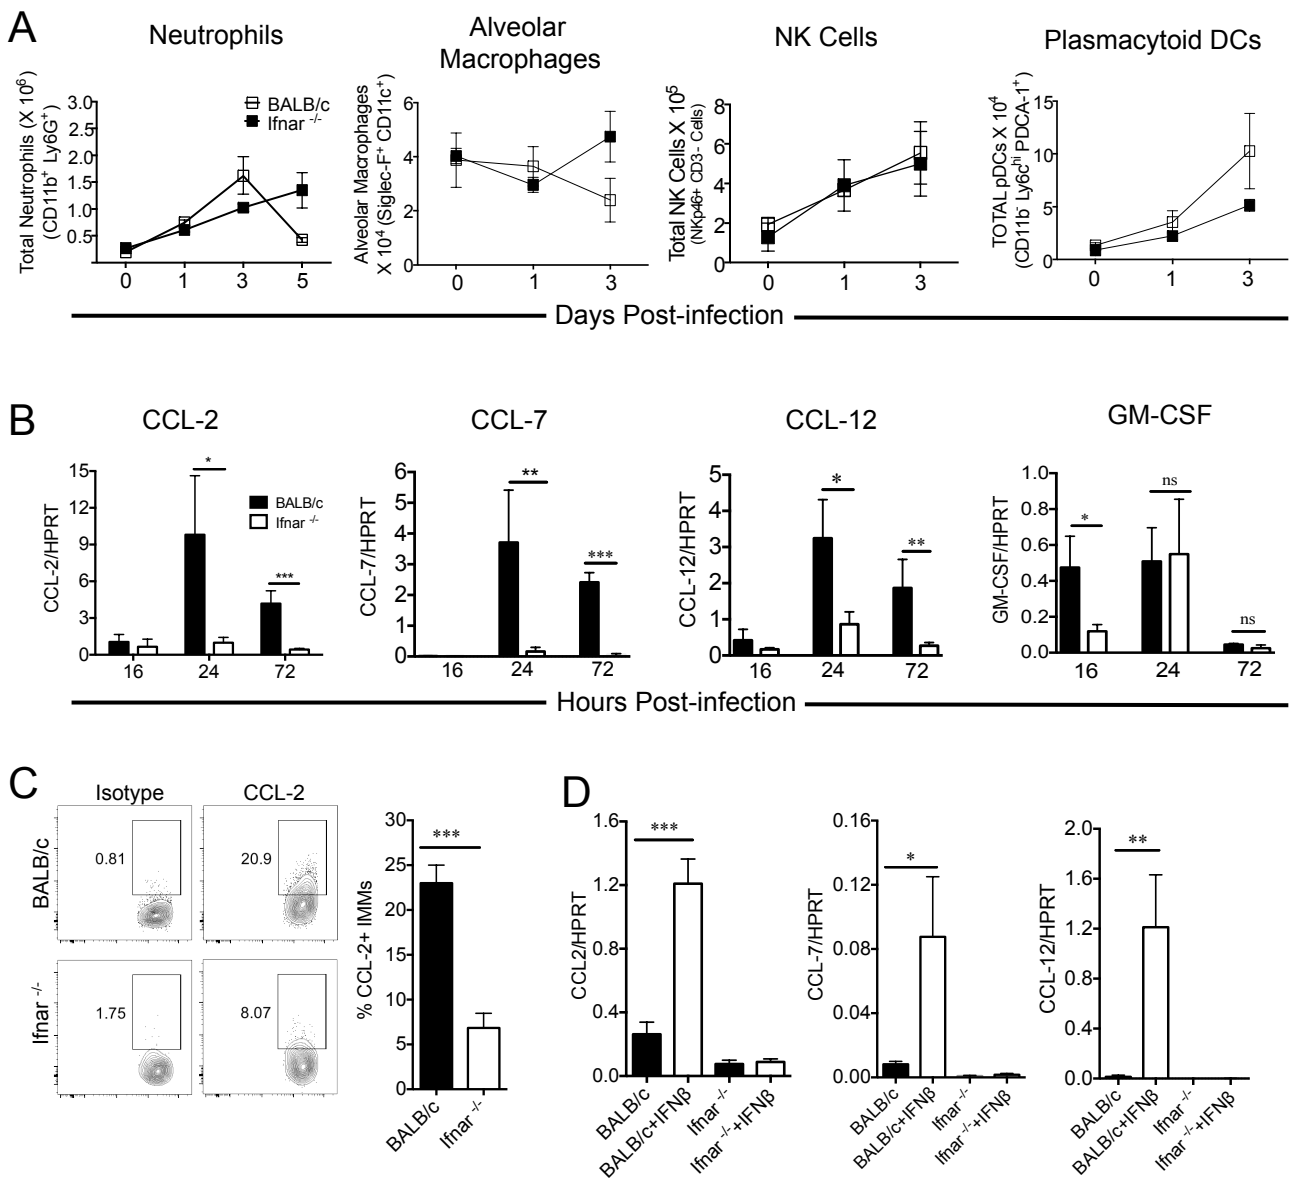 A
Neutrophils
Total Neutrophils (X 10⁶)
(CD11b⁺ Ly6G⁺)
3.0
2.5
2.0
1.5
1.0
0.5
BALB/c
Ifnar -/-
0 1 3 5
Alveolar
Macrophages
Alveolar Macrophages
X 10⁴ (Siglec-F⁺ CD11c⁺)
6
4
2
0
0 1 3
NK Cells
Total NK Cells X 10⁵
(NKp46+ CD3- Cells)
8
6
4
2
0
0 1 3
Plasmacytoid DCs
TOTAL pDCs X 10⁴
(CD11b⁻ Ly6cʰⁱ PDCA-1⁺)
15
10
5
0
0 1 3
Days Post-infection
B
CCL-2
CCL-2/HPRT
15
12
9
6
3
0
*
***
BALB/c
Ifnar -/-
16 24 72
CCL-7
CCL-7/HPRT
6
5
4
3
2
1
0
**
***
16 24 72
CCL-12
CCL-12/HPRT
5
4
3
2
1
0
*
**
16 24 72
GM-CSF
GM-CSF/HPRT
1.0
0.8
0.6
0.4
0.2
0.0
*
ns
ns
16 24 72
Hours Post-infection
C
Isotype CCL-2
BALB/c
0.81
20.9
Ifnar -/-
1.75
8.07
% CCL-2+ IMMs
30
25
20
15
10
5
0
***
BALB/c
Ifnar -/-
D
CCL2/HPRT
1.6
1.2
0.8
0.4
0.0
***
BALB/c
BALB/c+IFNβ
Ifnar -/-
Ifnar -/-+IFNβ
CCL-7/HPRT
0.16
0.12
0.08
0.04
0.00
*
BALB/c
BALB/c+IFNβ
Ifnar -/-
Ifnar -/-+IFNβ
CCL-12/HPRT
2.0
1.6
1.2
0.8
0.4
0.0
**
BALB/c
BALB/c+IFNβ
Ifnar -/-
Ifnar -/-+IFNβ